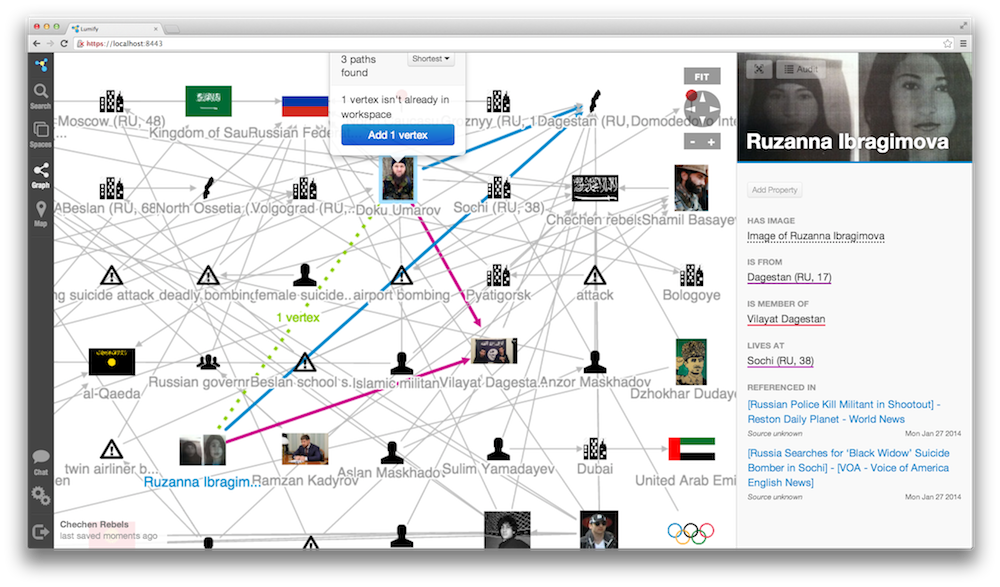 Lumify
https://localhost:8443
Search
Spaces
Graph
Map
Chat
3 paths
found
Shortest
1 vertex isn't already in
workspace
Add 1 vertex
FIT
- +
Moscow (RU, 48)
...
Kingdom of Sau
Russian Fede
oznyy (RU, 1
Dagestan (RU,
Domodedovo Inte
Beslan (RU, 68
North Ossetia (...
Volgograd (RU,...
Doku Umarov
Sochi (RU, 38)
Chechen rebels
Shamil Basaye
ng suicide attack
deadly bombing
female suicide...
airport bombing
Pyatigorsk
attack
Bologoye
1 vertex
al-Qaeda
Russian governm
Beslan school s...
Islamic militan
Vilayat Dagesta...
Anzor Maskhadov
Dzhokhar Dudaye
en
twin airliner b...
Ruzanna Ibragim...
Ramzan Kadyrov
Aslan Maskhado
Sulim Yamadayev
Dubai
United Arab Emi
Chechen Rebels
last saved moments ago
Audit
Ruzanna Ibragimova
Add Property
HAS IMAGE
Image of Ruzanna Ibragimova
IS FROM
Dagestan (RU, 17)
IS MEMBER OF
Vilayat Dagestan
LIVES AT
Sochi (RU, 38)
REFERENCED IN
[Russian Police Kill Militant in Shootout] -
Reston Daily Planet - World News
Source unknown Mon Jan 27 2014
[Russia Searches for 'Black Widow' Suicide
Bomber in Sochi] - [VOA - Voice of America
English News]
Source unknown Mon Jan 27 2014